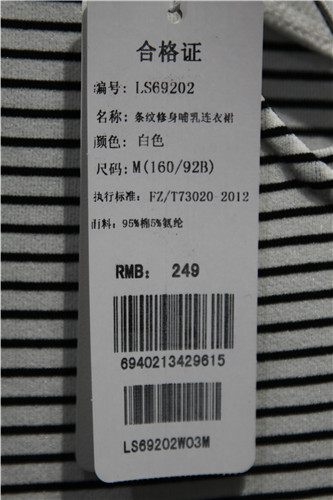 合格证
编号: LS69202
名称: 条纹修身哺乳连衣裙
颜色: 白色
尺码: M(160/92B)
执行标准: FZ/T73020-2012
面料: 95%棉5%氨纶
RMB: 249
6940213429615
LS69202W03M